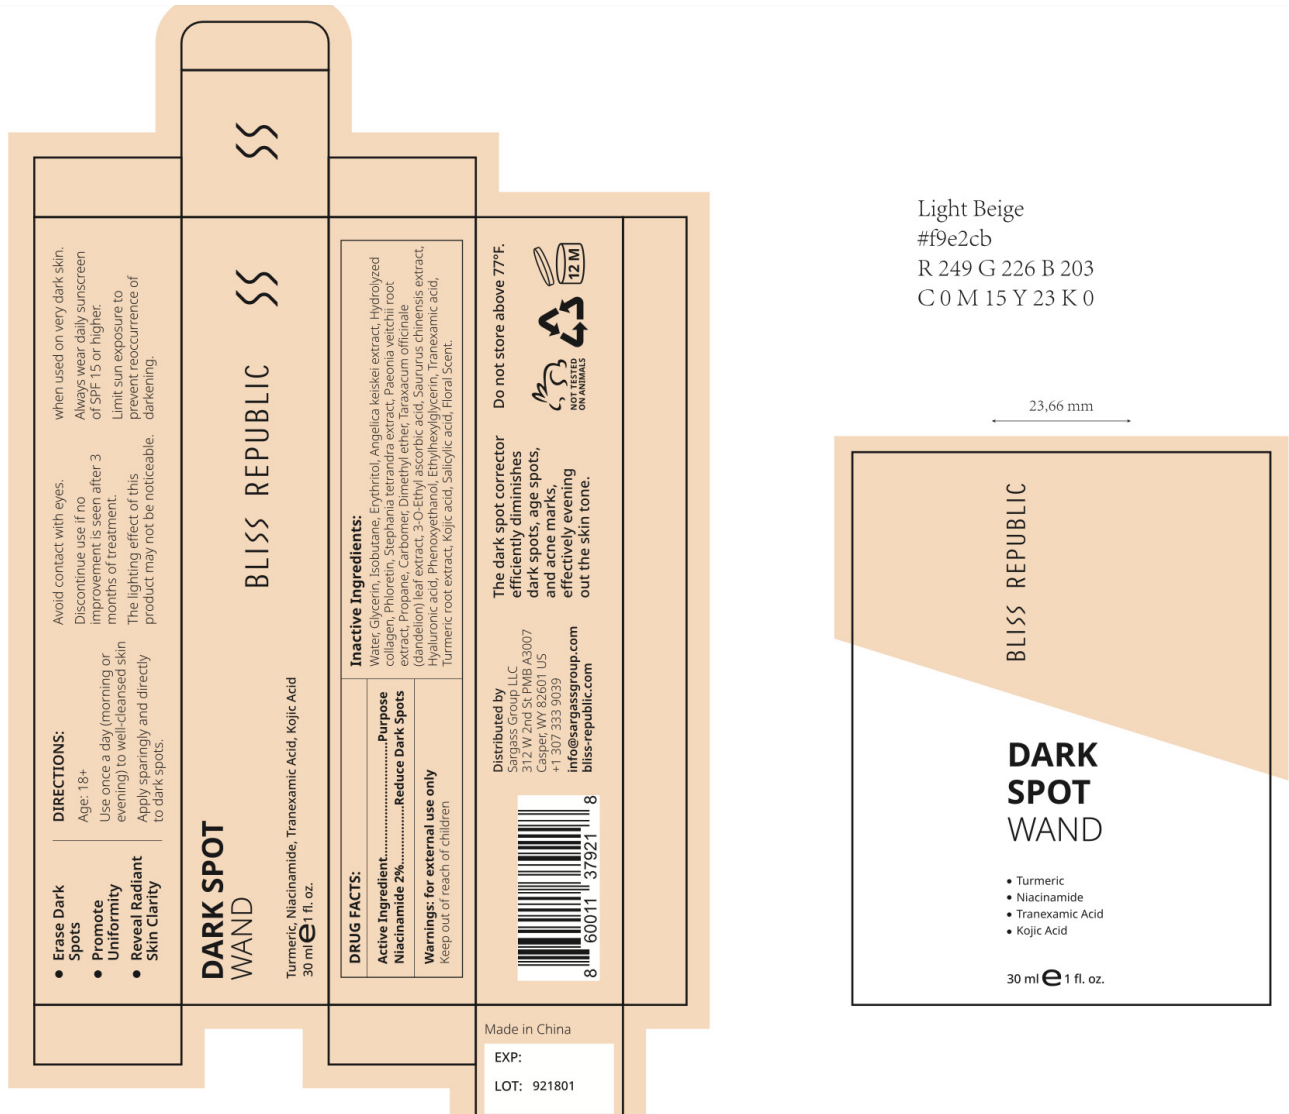 Erase Dark
Spots
Promote
Uniformity
Reveal Radiant
Skin Clarity
DIRECTIONS:
Age: 18+
Use once a day (morning or
evening) to well-cleansed skin
Apply sparingly and directly
to dark spots.
Avoid contact with eyes.
Discontinue use if no
improvement is seen after 3
months of treatment.
The lighting effect of this
product may not be noticeable.
when used on very dark skin.
Always wear daily sunscreen
of SPF 15 or higher.
Limit sun exposure to
prevent reoccurrence of
darkening.
DARK SPOT
WAND
Turmeric, Niacinamide, Tranexamic Acid, Kojic Acid
30 ml e 1 fl. oz.
BLISS REPUBLIC
SS
SS
DRUG FACTS:
Active Ingredient..............................Purpose
Niacinamide 2%................Reduce Dark Spots
Warnings: for external use only
Keep out of reach of children
Inactive Ingredients:
Water, Glycerin, Isobutane, Erythritol, Angelica keiskei extract, Hydrolyzed
collagen, Phloretin, Stephania tetrandra extract, Paeonia veitchii root
extract, Propane, Carbomer, Dimethyl ether, Taraxacum officinale
(dandelion) leaf extract, 3-O-Ethyl ascorbic acid, Saururus chinensis extract,
Hyaluronic acid, Phenoxyethanol, Ethylhexylglycerin, Tranexamic acid,
Turmeric root extract, Kojic acid, Salicylic acid, Floral Scent.
8 60011 37921 8
Distributed by
Sargass Group LLC
312 W 2nd St PMB A3007
Casper, WY 82601 US
+1 307 333 9039
info@sargassgroup.com
bliss-republic.com
The dark spot corrector
efficiently diminishes
dark spots, age spots,
and acne marks,
effectively evening
out the skin tone.
Do not store above 77°F.
NOT TESTED
ON ANIMALS
12 M
Made in China
EXP:
LOT: 921801
Light Beige
#f9e2cb
R 249 G 226 B 203
C 0 M 15 Y 23 K 0
23,66 mm
BLISS REPUBLIC
DARK
SPOT
WAND
Turmeric
Niacinamide
Tranexamic Acid
Kojic Acid
30 ml e 1 fl. oz.